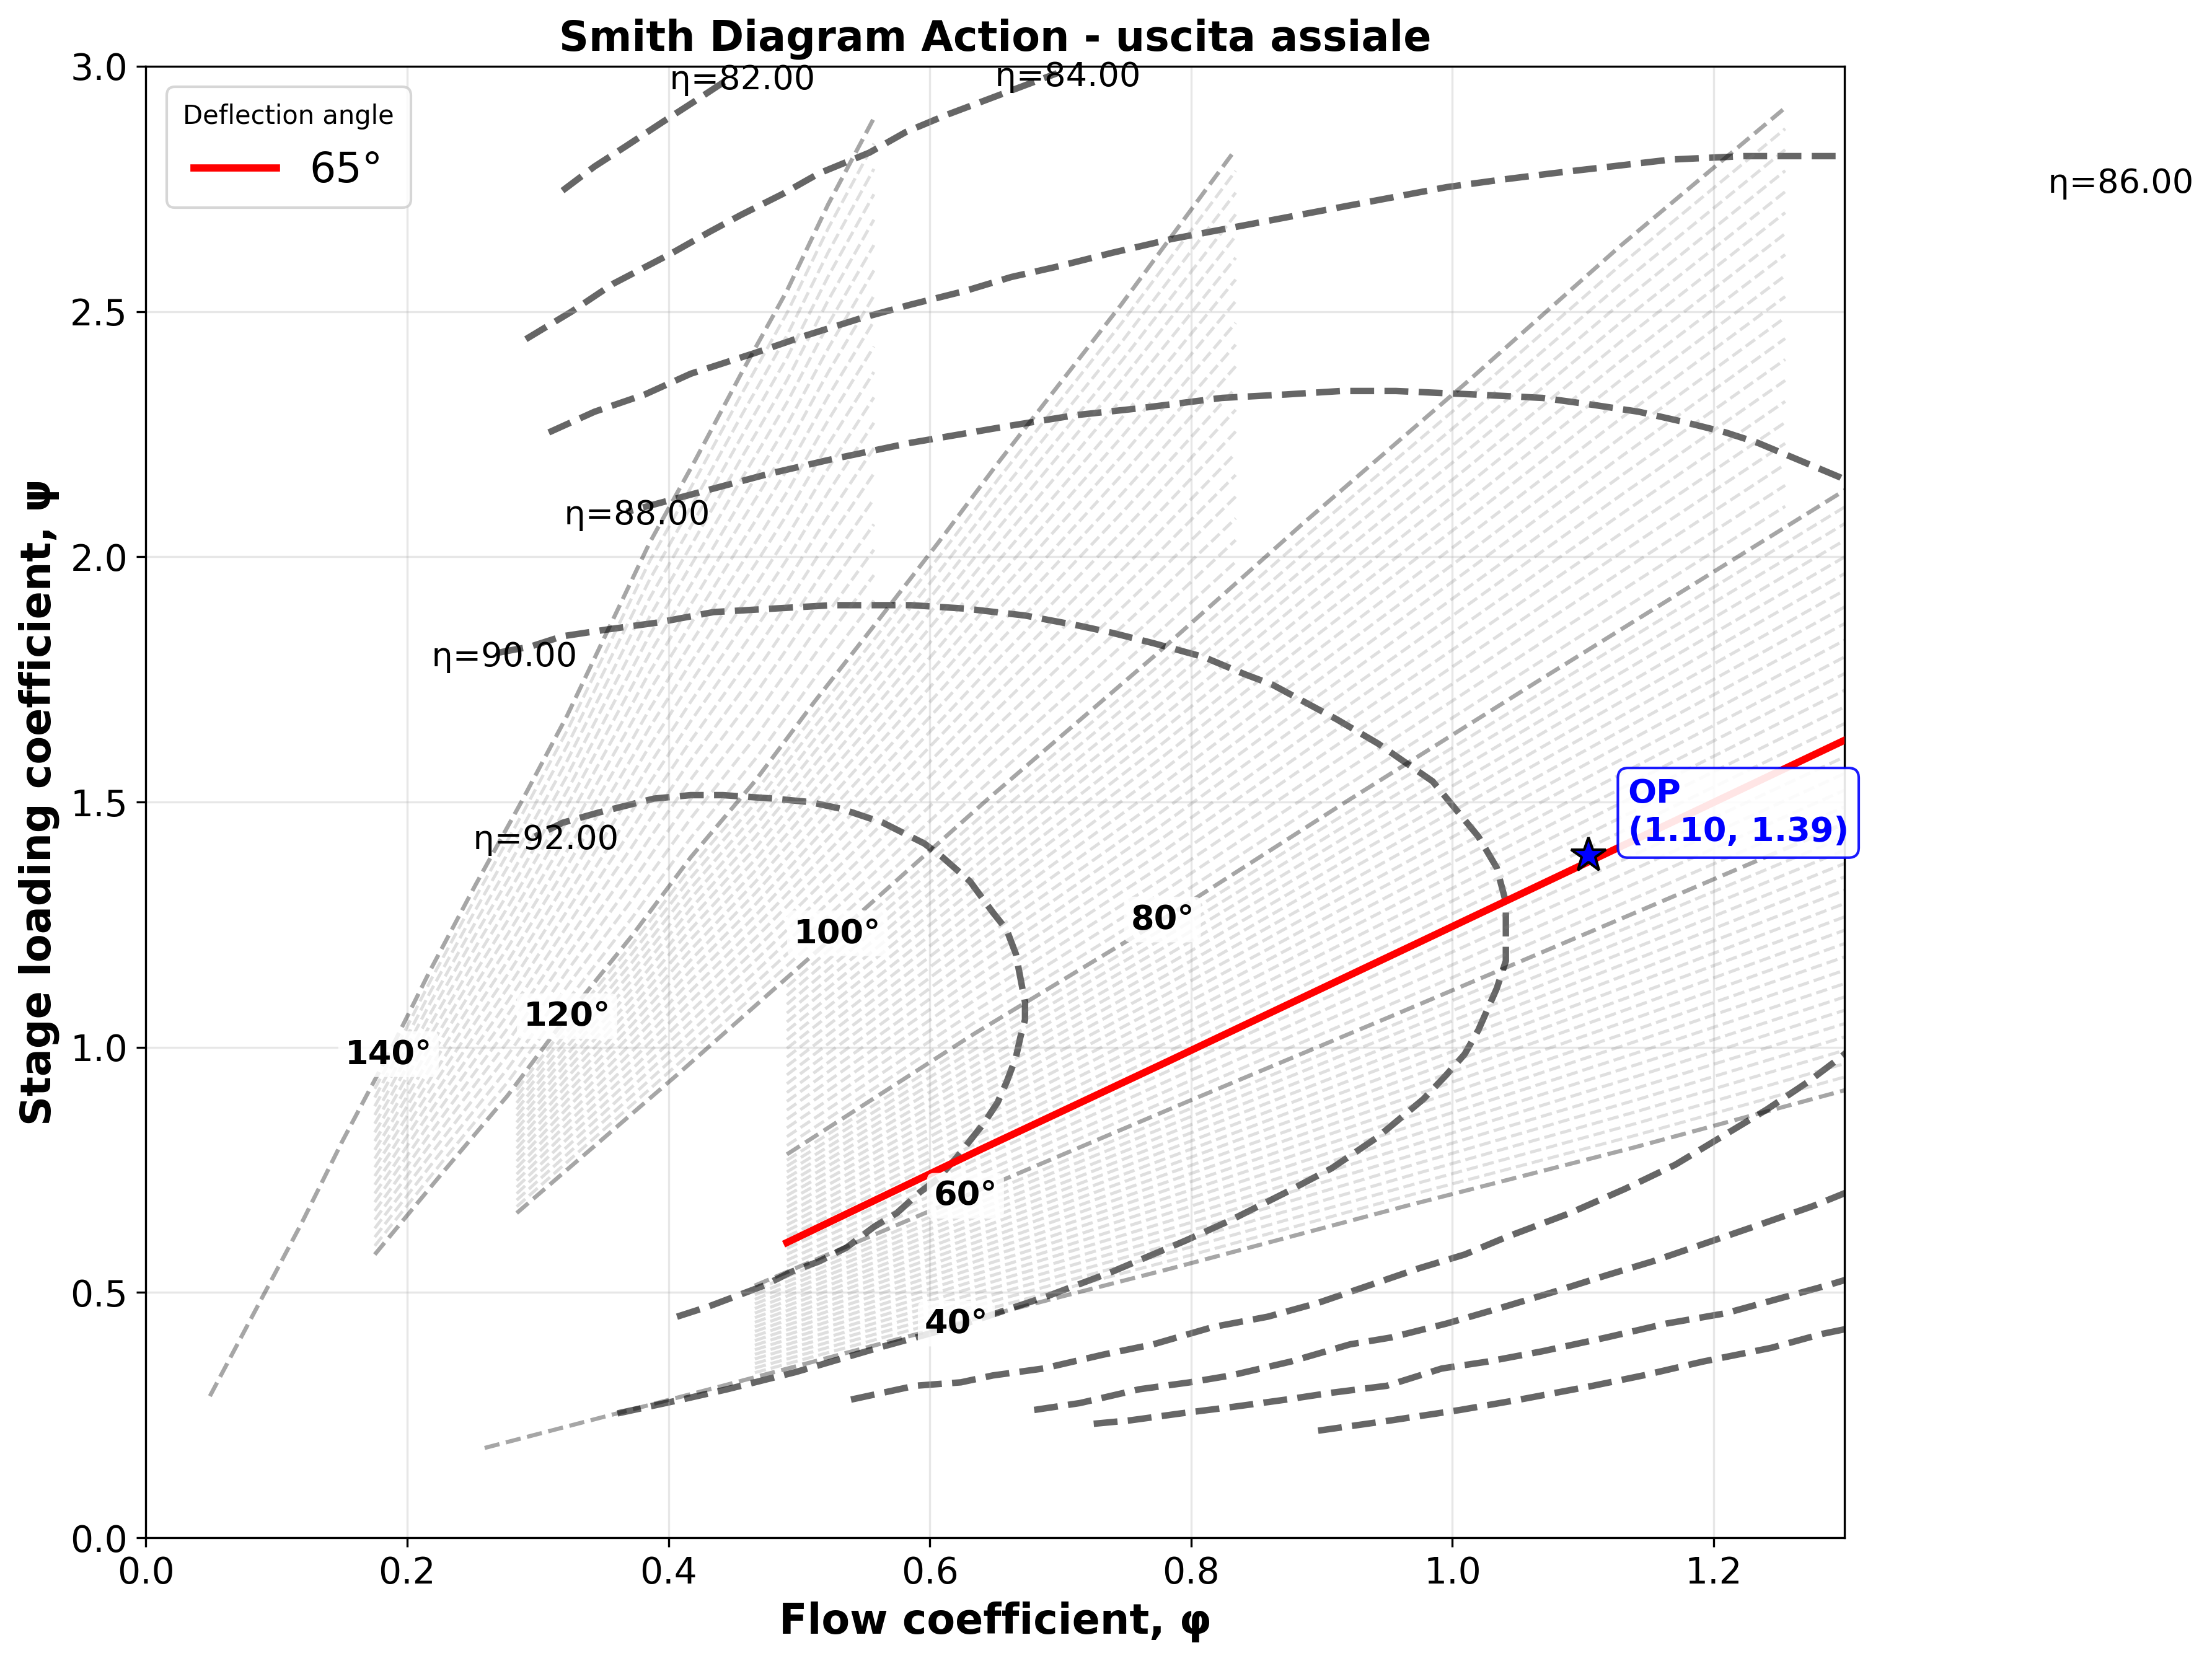 Smith Diagram Action - uscita assiale
Deflection angle
65°
η=82.00
η=84.00
η=86.00
η=88.00
η=90.00
η=92.00
140°
120°
100°
80°
60°
40°
OP
(1.10, 1.39)
Stage loading coefficient, ψ
3.0
2.5
2.0
1.5
1.0
0.5
0.0
0.0 0.2 0.4 0.6 0.8 1.0 1.2
Flow coefficient, φ